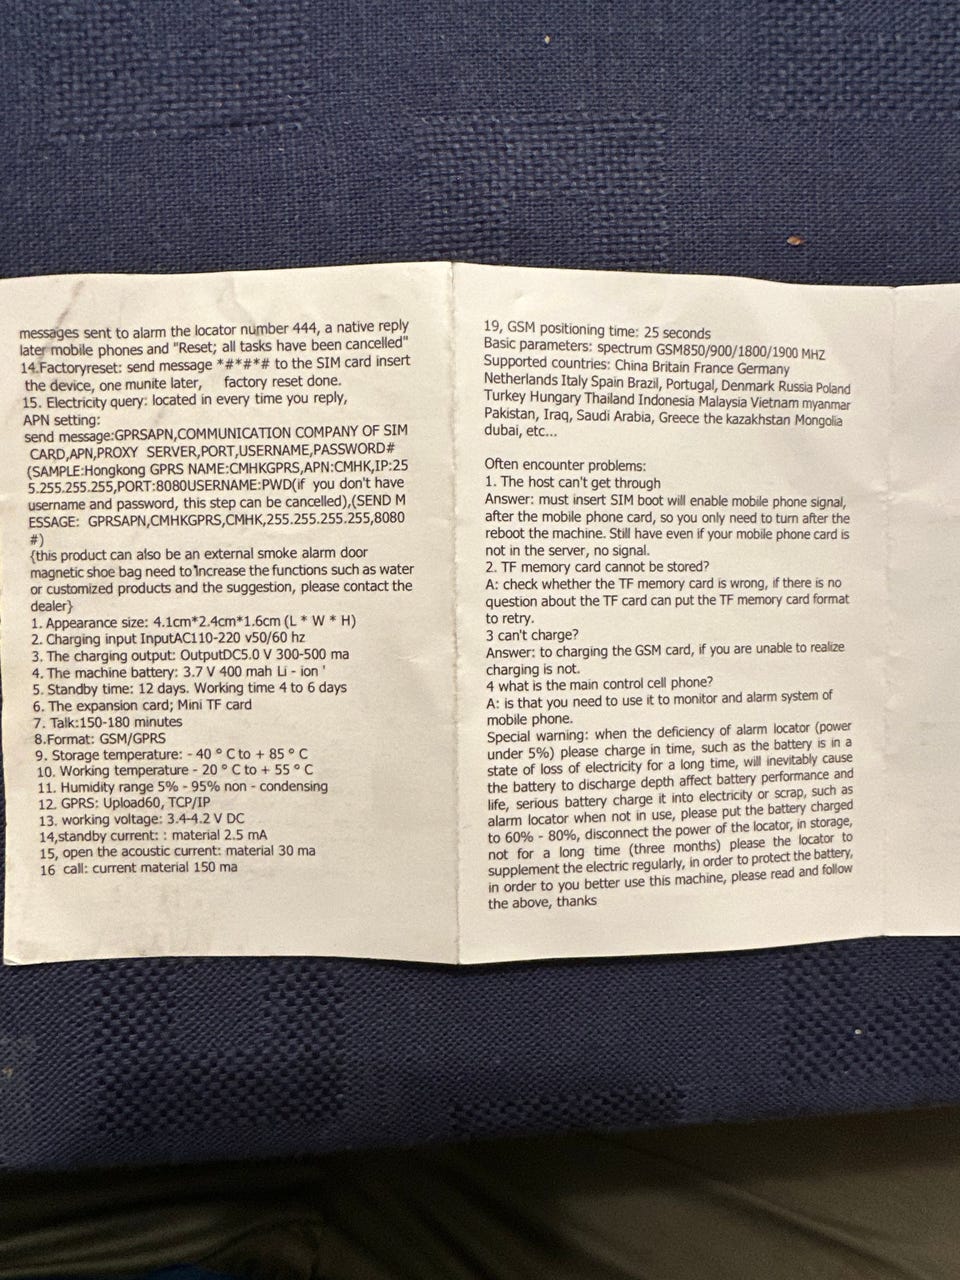 messages sent to alarm the locator number 444, a native reply
later mobile phones and "Reset; all tasks have been cancelled"
14.Factoryreset: send message *#*#*# to the SIM card insert
the device, one munite later, factory reset done.
15. Electricity query: located in every time you reply,
APN setting:
send message:GPRSAPN,COMMUNICATION COMPANY OF SIM
CARD,APN,PROXY SERVER,PORT,USERNAME,PASSWORD#
(SAMPLE:Hongkong GPRS NAME:CMHKGPRS,APN:CMHK,IP:25
5.255.255.255,PORT:8080USERNAME:PWD(if you don't have
username and password, this step can be cancelled),(SEND M
ESSAGE: GPRSAPN,CMHKGPRS,CMHK,255.255.255.255,8080
#)
{this product can also be an external smoke alarm door
magnetic shoe bag need to increase the functions such as water
or customized products and the suggestion, please contact the
dealer}
1. Appearance size: 4.1cm*2.4cm*1.6cm (L * W * H)
2. Charging input InputAC110-220 v50/60 hz
3. The charging output: OutputDC5.0 V 300-500 ma
4. The machine battery: 3.7 V 400 mah Li - ion '
5. Standby time: 12 days. Working time 4 to 6 days
6. The expansion card; Mini TF card
7. Talk:150-180 minutes
8.Format: GSM/GPRS
9. Storage temperature: - 40 ° C to + 85 ° C
10. Working temperature - 20 ° C to + 55 ° C
11. Humidity range 5% - 95% non - condensing
12. GPRS: Upload60, TCP/IP
13. working voltage: 3.4-4.2 V DC
14,standby current: : material 2.5 mA
15, open the acoustic current: material 30 ma
16 call: current material 150 ma
19, GSM positioning time: 25 seconds
Basic parameters: spectrum GSM850/900/1800/1900 MHZ
Supported countries: China Britain France Germany
Netherlands Italy Spain Brazil, Portugal, Denmark Russia Poland
Turkey Hungary Thailand Indonesia Malaysia Vietnam myanmar
Pakistan, Iraq, Saudi Arabia, Greece the kazakhstan Mongolia
dubai, etc...
Often encounter problems:
1. The host can't get through
Answer: must insert SIM boot will enable mobile phone signal,
after the mobile phone card, so you only need to turn after the
reboot the machine. Still have even if your mobile phone card is
not in the server, no signal.
2. TF memory card cannot be stored?
A: check whether the TF memory card is wrong, if there is no
question about the TF card can put the TF memory card format
to retry.
3 can't charge?
Answer: to charging the GSM card, if you are unable to realize
charging is not.
4 what is the main control cell phone?
A: is that you need to use it to monitor and alarm system of
mobile phone.
Special warning: when the deficiency of alarm locator (power
under 5%) please charge in time, such as the battery is in a
state of loss of electricity for a long time, will inevitably cause
the battery to discharge depth affect battery performance and
life, serious battery charge it into electricity or scrap, such as
alarm locator when not in use, please put the battery charged
to 60% - 80%, disconnect the power of the locator, in storage,
not for a long time (three months) please the locator to
supplement the electric regularly, in order to protect the battery,
in order to you better use this machine, please read and follow
the above, thanks